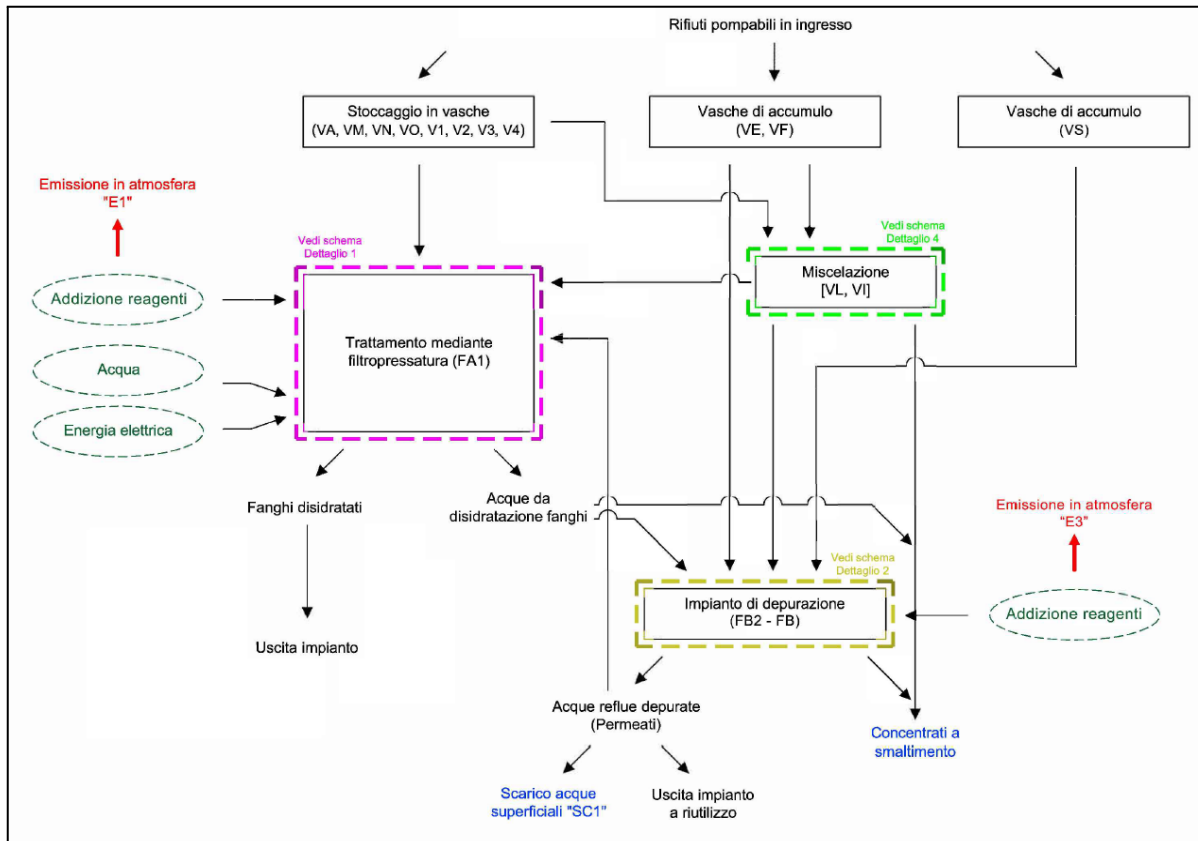 Rifiuti pompabili in ingresso
Stoccaggio in vasche
(VA, VM, VN, VO, V1, V2, V3, V4)
Vasche di accumulo
(VE, VF)
Vasche di accumulo
(VS)
Emissione in atmosfera
"E1"
Vedi schema
Dettaglio 1
Vedi schema
Dettaglio 4
Addizione reagenti
Miscelazione
[VL, VI]
Trattamento mediante
filtropressatura (FA1)
Acqua
Energia elettrica
Fanghi disidratati
Acque da
disidratazione fanghi
Emissione in atmosfera
"E3"
Vedi schema
Dettaglio 2
Impianto di depurazione
(FB2 - FB)
Addizione reagenti
Uscita impianto
Acque reflue depurate
(Permeati)
Concentrati a
smaltimento
Scarico acque
superficiali "SC1"
Uscita impianto
a riutilizzo